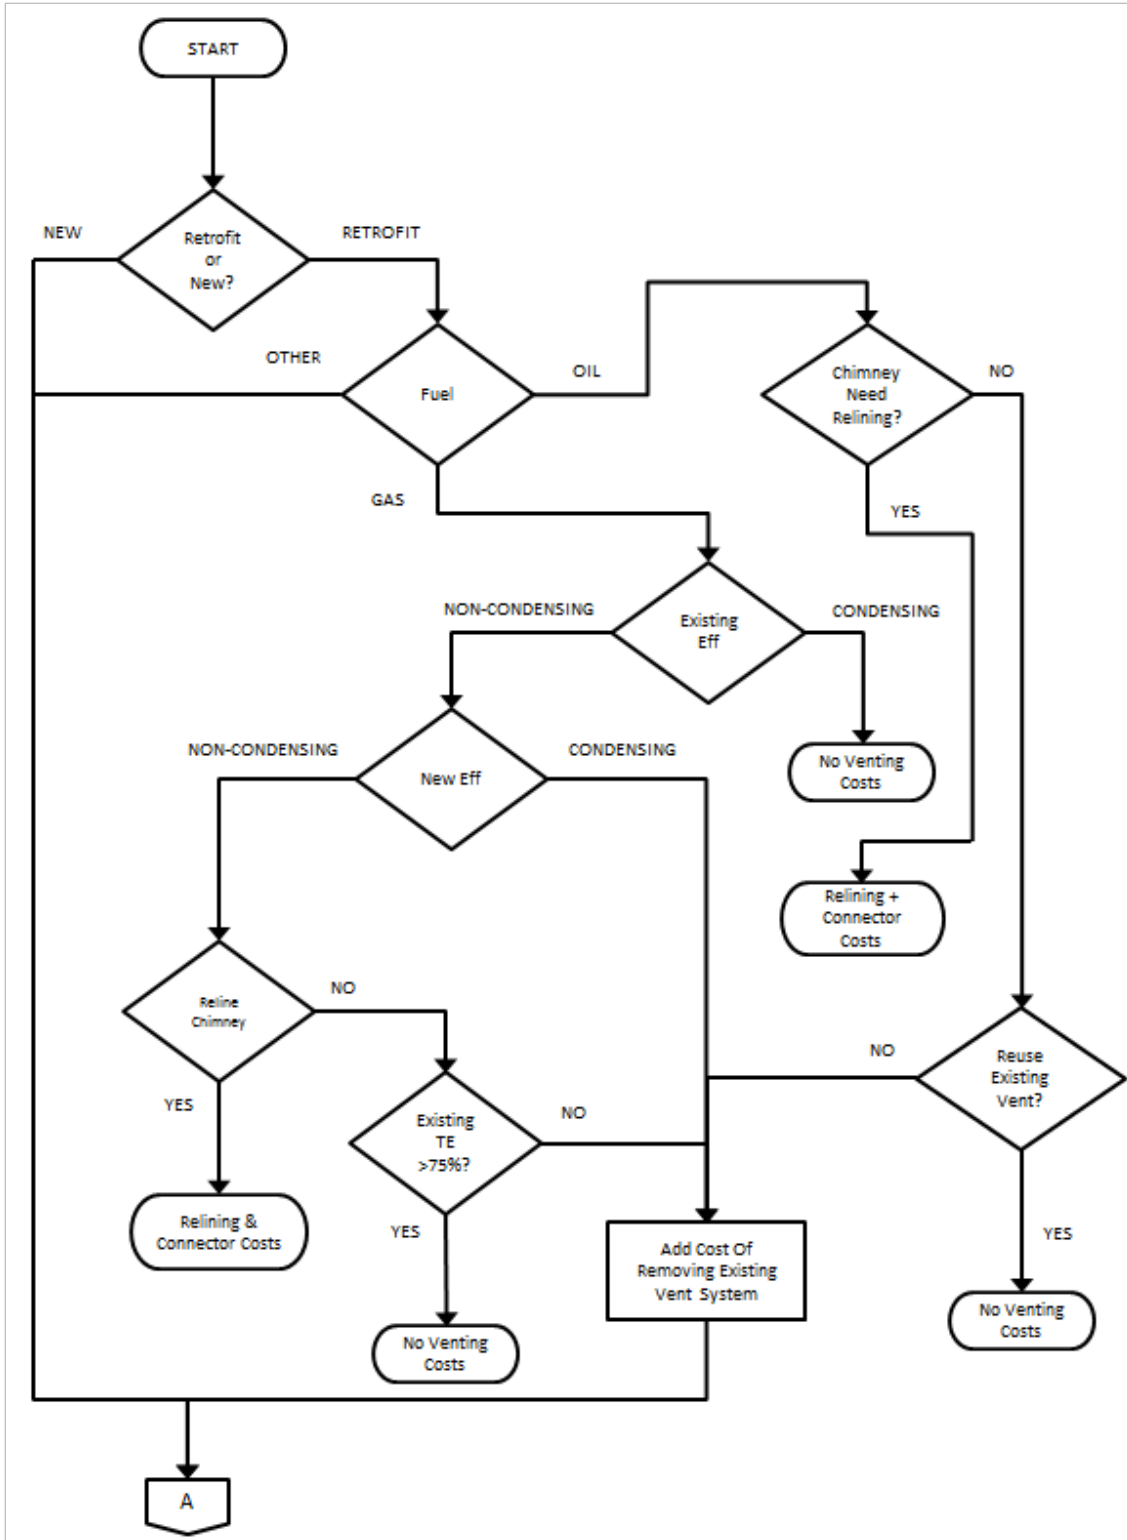 START
NEW
Retrofit
or
New?
RETROFIT
OTHER
Fuel
OIL
Chimney
Need
Relining?
NO
GAS
YES
NON-CONDENSING
Existing
Eff
CONDENSING
NON-CONDENSING
New Eff
CONDENSING
No Venting
Costs
Relining +
Connector
Costs
Reline
Chimney
NO
NO
Reuse
Existing
Vent?
YES
Existing
TE
>75%?
NO
Relining &
Connector Costs
YES
Add Cost Of
Removing Existing
Vent System
YES
No Venting
Costs
No Venting
Costs
A